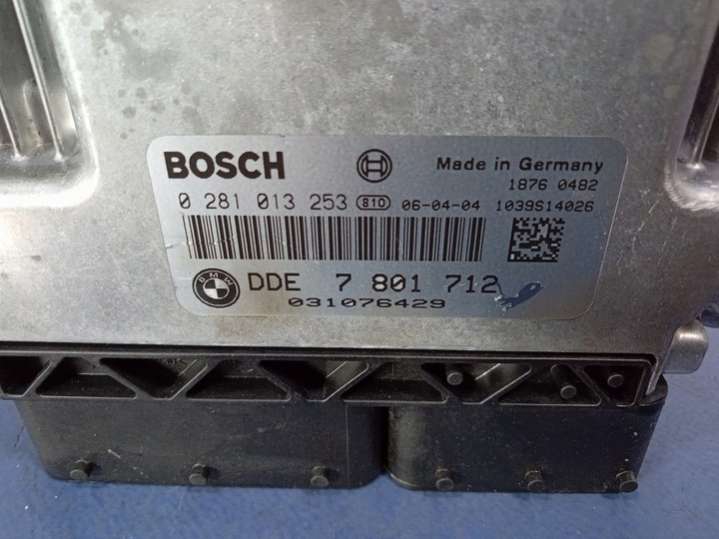 BOSCH Made in Germany
1876 0482
0 281 013 253 810 06-04-04 1039S14026
BMW DDE 7 801 712
031076429